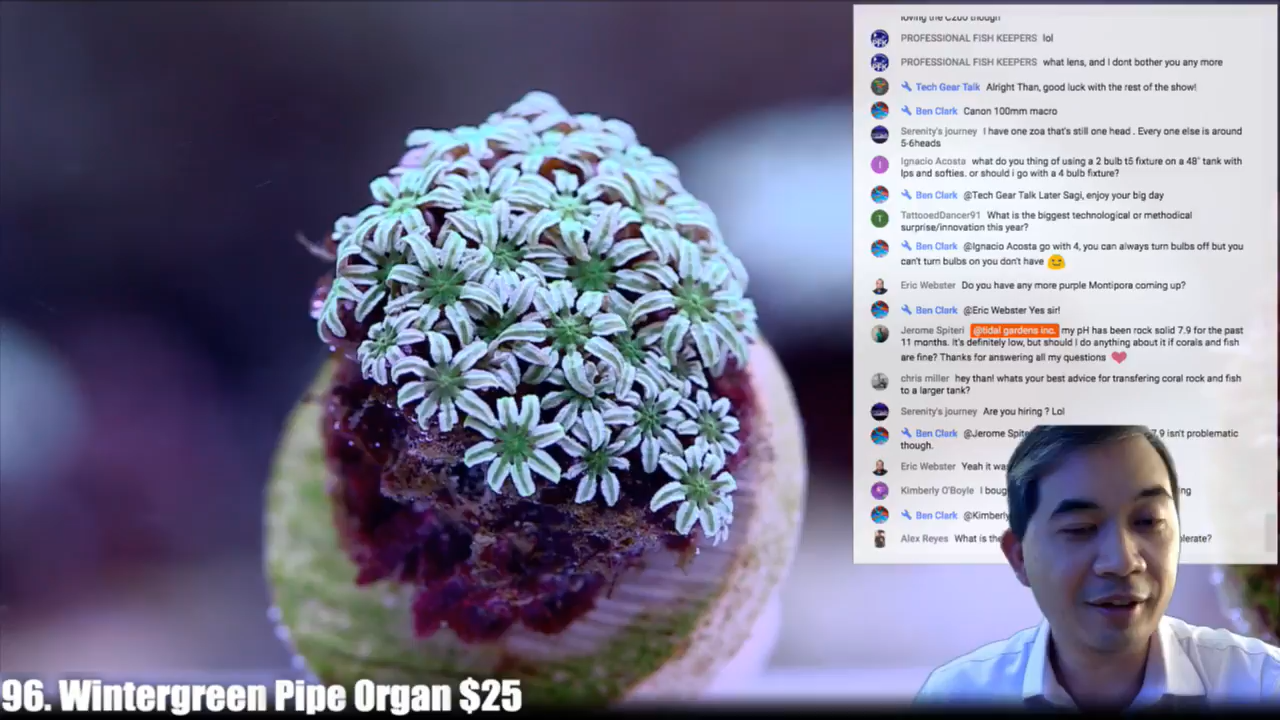 loving the C200 though
PROFESSIONAL FISH KEEPERS lol
PROFESSIONAL FISH KEEPERS what lens, and I dont bother you any more
Tech Gear Talk Alright Than, good luck with the rest of the show!
Ben Clark Canon 100mm macro
Serenity's journey I have one zoa that's still one head . Every one else is around
5-6heads
Ignacio Acosta what do you thing of using a 2 bulb t5 fixture on a 48" tank with
lps and softies. or should i go with a 4 bulb fixture?
Ben Clark @Tech Gear Talk Later Sagi, enjoy your big day
TattooedDancer91 What is the biggest technological or methodical
surprise/innovation this year?
Ben Clark @Ignacio Acosta go with 4, you can always turn bulbs off but you
can't turn bulbs on you don't have
Eric Webster Do you have any more purple Montipora coming up?
Ben Clark @Eric Webster Yes sir!
Jerome Spiteri @tidal gardens inc. my pH has been rock solid 7.9 for the past
11 months. It's definitely low, but should I do anything about it if corals and fish
are fine? Thanks for answering all my questions
chris miller hey than! whats your best advice for transfering coral rock and fish
to a larger tank?
Serenity's journey Are you hiring ? Lol
Ben Clark @Jerome Spite 7.9 isn't problematic
though.
Eric Webster Yeah it wa
Kimberly O'Boyle I boug ing
Ben Clark @Kimberly
Alex Reyes What is the lerate?
96. Wintergreen Pipe Organ $25